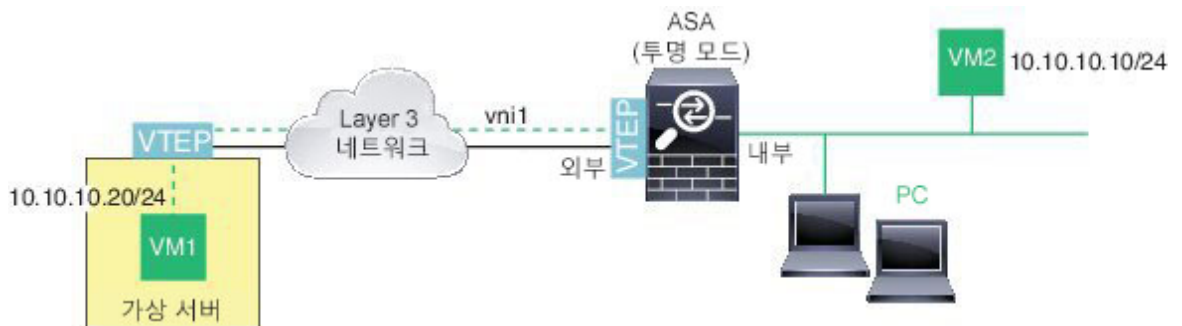 ASA
(투명 모드)
VM2
10.10.10.10/24
Layer 3
네트워크
vni1
VTEP
VTEP
외부
내부
10.10.10.20/24
VM1
가상 서버
PC